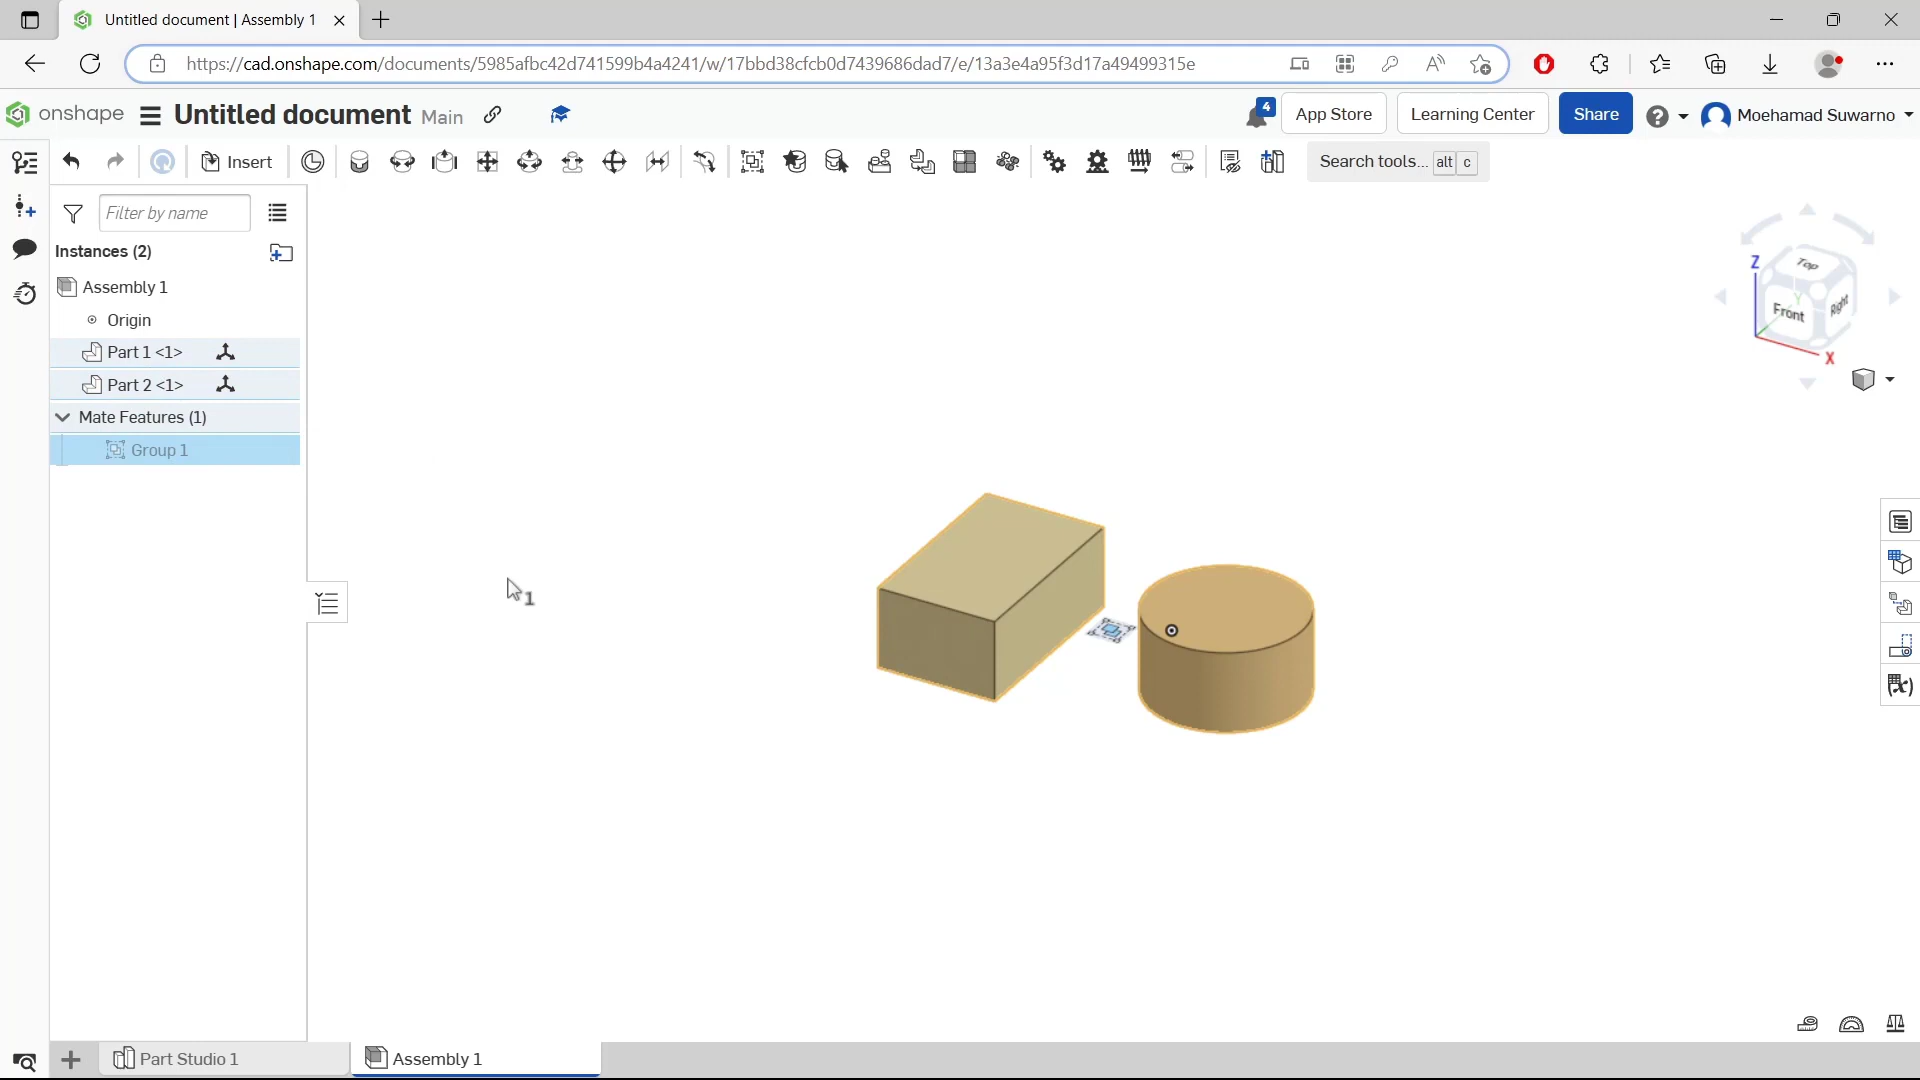 Untitled document | Assembly 1
https://cad.onshape.com/documents/5985afbc42d741599b4a4241/w/17bbd38cfcb0d7439686dad7/e/13a3e4a95f3d17a49499315e
onshape
Untitled document
Main
4
App Store
Learning Center
Share
Moehamad Suwarno
Insert
Search tools... alt c
Filter by name
Instances (2)
Assembly 1
Origin
Part 1 <1>
Part 2 <1>
Mate Features (1)
Group 1
1
Z
Top
Y
Front
Right
X
(x)
Part Studio 1
Assembly 1